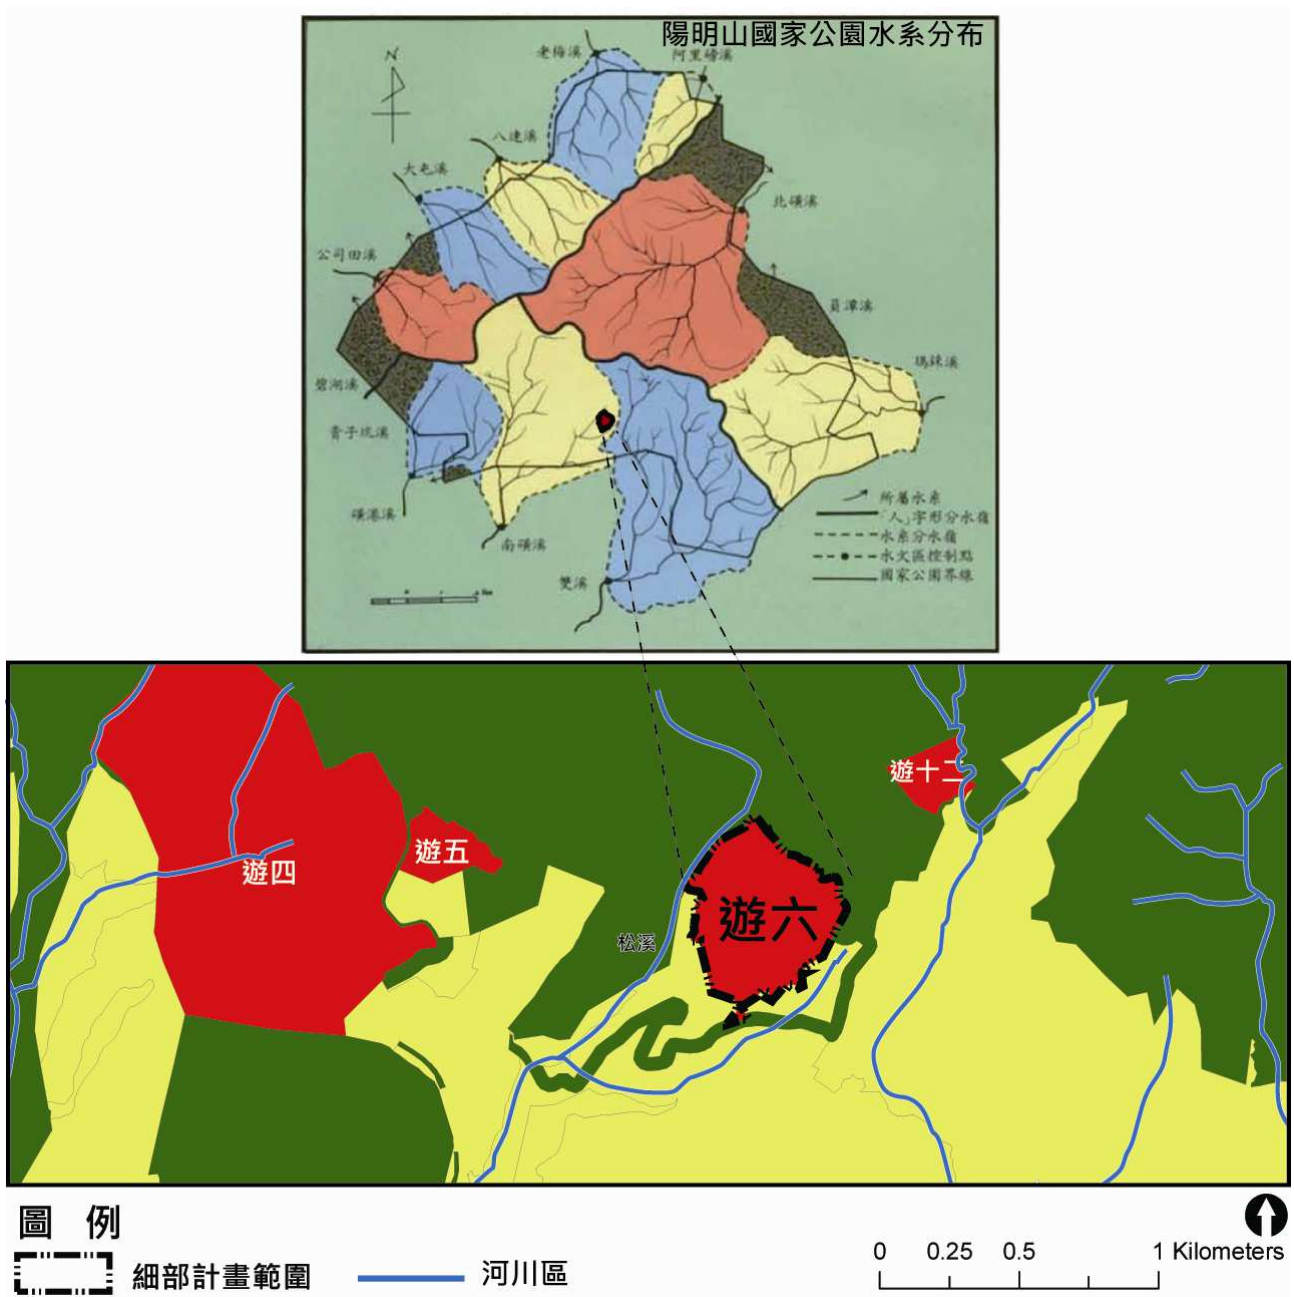 陽明山國家公園水系分布
N
老梅溪
阿里磅溪
八連溪
大屯溪
北磺溪
公司田溪
員潭溪
瑪鋉溪
碧湖溪
貴子坑溪
磺港溪
南磺溪
雙溪
所屬水系
「人」字形分水嶺
水系分水嶺
水文區控制點
國家公園界線
遊十二
遊五
遊四
遊六
松溪
圖 例
細部計畫範圍
河川區
0 0.25 0.5 1 Kilometers